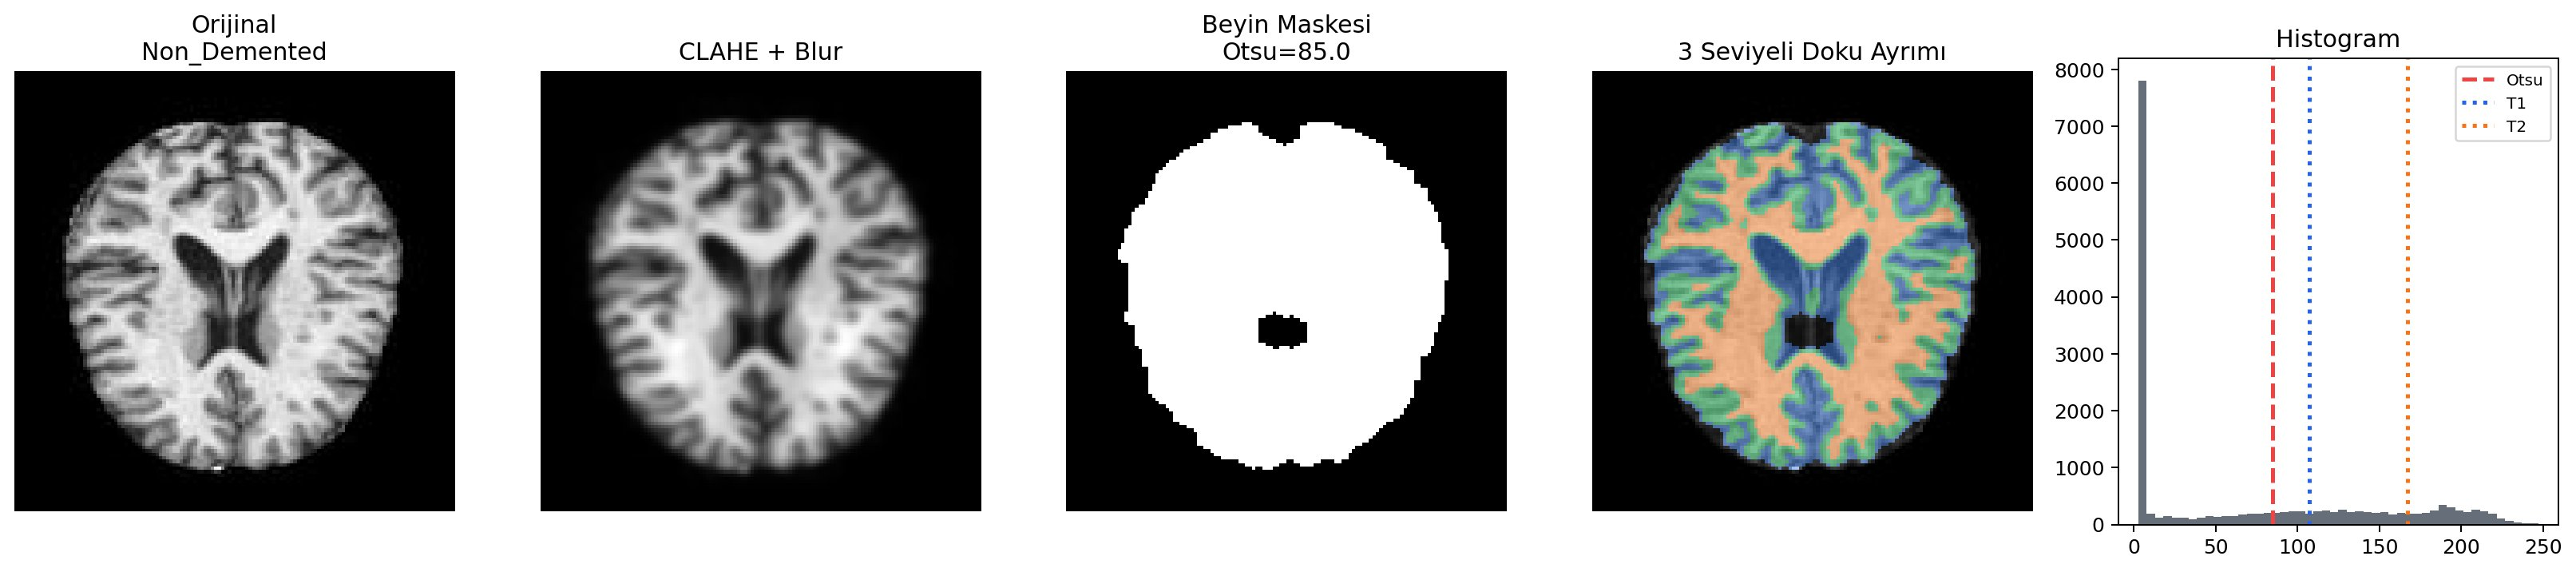 Orijinal
Non_Demented
CLAHE + Blur
Beyin Maskesi
Otsu=85.0
3 Seviyeli Doku Ayrımı
Histogram
8000
7000
6000
5000
4000
3000
2000
1000
0
0 50 100 150 200 250
Otsu
T1
T2